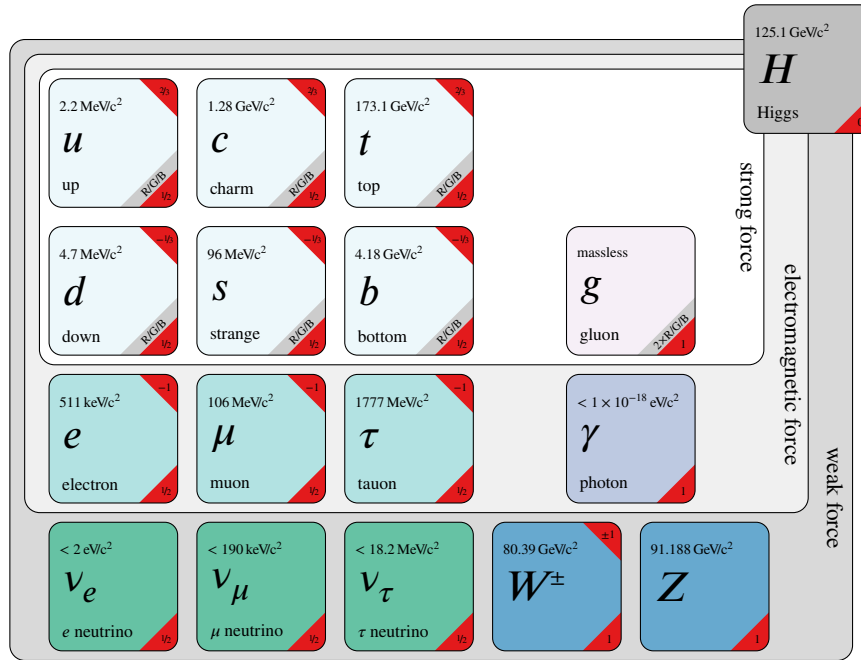 125.1 GeV/c²
H
Higgs
0
2.2 MeV/c²
2/3
u
up
R/G/B
1/2
1.28 GeV/c²
2/3
c
charm
R/G/B
1/2
173.1 GeV/c²
2/3
t
top
R/G/B
1/2
strong force
electromagnetic force
weak force
4.7 MeV/c²
−1/3
d
down
R/G/B
1/2
96 MeV/c²
−1/3
s
strange
R/G/B
1/2
4.18 GeV/c²
−1/3
b
bottom
R/G/B
1/2
massless
g
gluon
2×R/G/B
1
511 keV/c²
−1
e
electron
1/2
106 MeV/c²
−1
μ
muon
1/2
1777 MeV/c²
−1
τ
tauon
1/2
< 1 × 10⁻¹⁸ eV/c²
γ
photon
1
< 2 eV/c²
νe
e neutrino
1/2
< 190 keV/c²
νμ
μ neutrino
1/2
< 18.2 MeV/c²
ντ
τ neutrino
1/2
80.39 GeV/c²
±1
W±
1
91.188 GeV/c²
Z
1